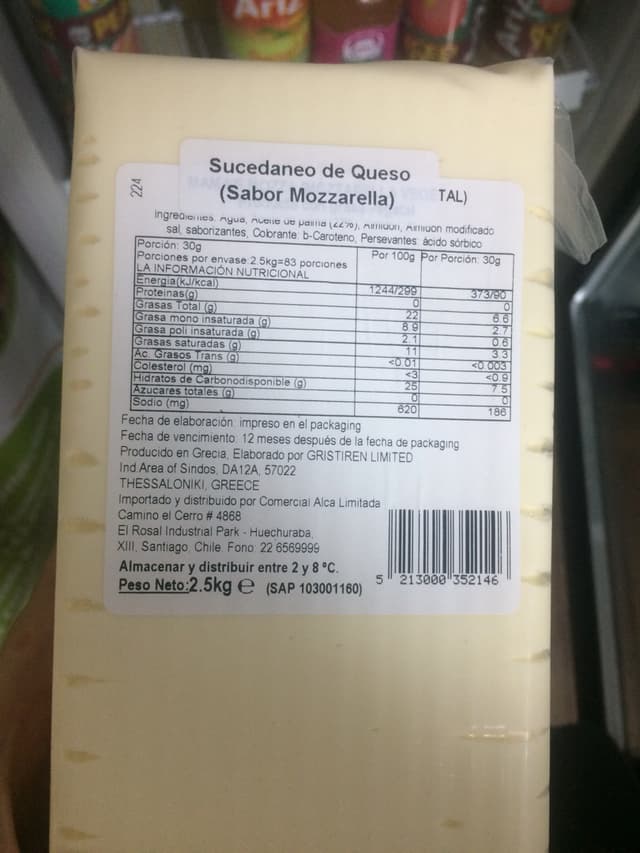 Ariz
224
Sucedaneo de Queso
(Sabor Mozzarella)
TAL)
Ingredientes: Agua, Aceite de palma (22%), Almidón, Almidon modificado
sal, saborizantes, Cobrante: b-Caroteno, Persevantes: ácido sórbico
Porción: 30g
Porciones por envase:2.5kg=83 porciones
LA INFORMACIÓN NUTRICIONAL
Por 100g Por Porción: 30g
Energia(kJ/kcal) 1244/299 373/90
Proteinas(g) 0 0
Grasas Total (g) 22 6.6
Grasa mono insaturada (g) 8.9 2.7
Grasa poli insaturada (g) 2.1 0.6
Grasas saturadas (g) 11 3.3
Ac. Grasos Trans (g) <0.01 <0.003
Colesterol (mg) <3 <0.9
Hidratos de Carbonodisponible (g) 25 7.5
Azucares totales (g) 0 0
Sodio (mg) 620 186
Fecha de elaboración: impreso en el packaging
Fecha de vencimiento: 12 meses después de la fecha de packaging
Producido en Grecia, Elaborado por GRISTIREN LIMITED
Ind.Area of Sindos, DA12A, 57022
THESSALONIKI, GREECE
Importado y distribuido por Comercial Alca Limitada
Camino el Cerro # 4868
El Rosal Industrial Park - Huechuraba,
XIII, Santiago, Chile. Fono: 22 6569999
Almacenar y distribuir entre 2 y 8 ºC.
Peso Neto:2.5kg e (SAP 103001160)
5 213000 352146